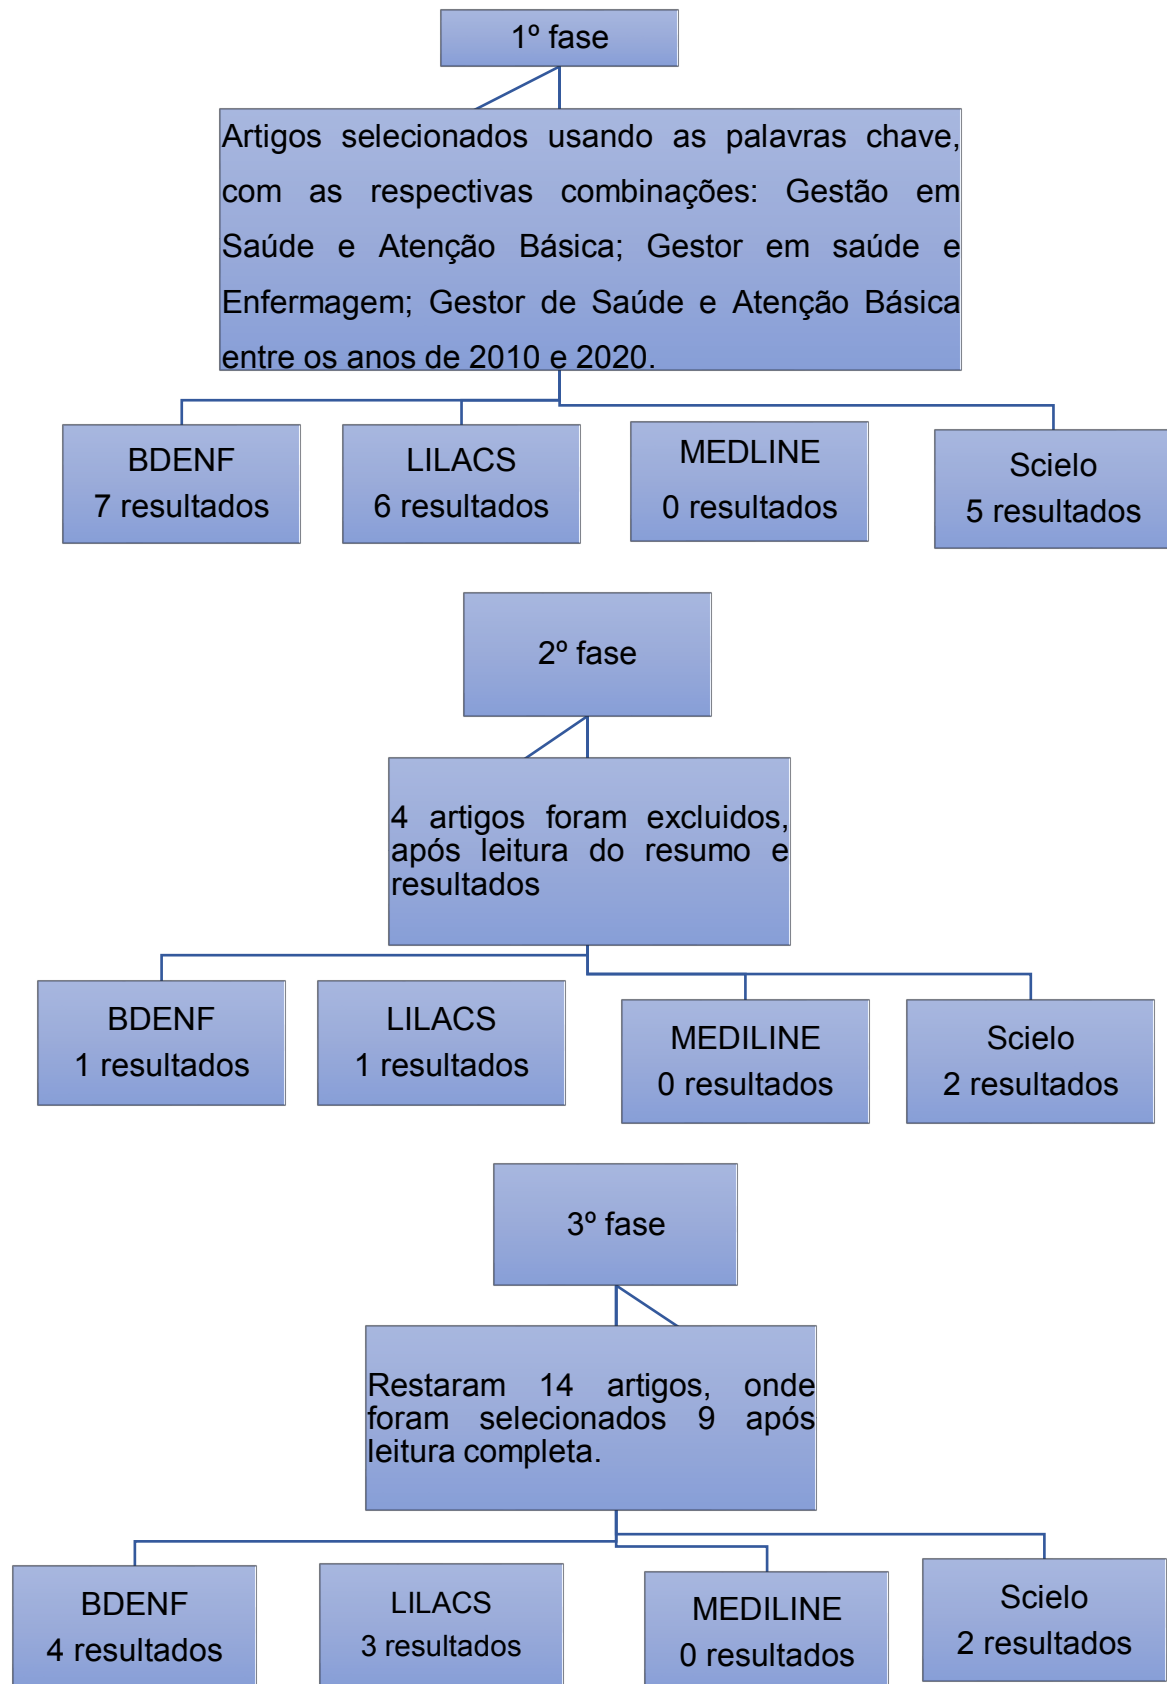 1º fase
Artigos selecionados usando as palavras chave,
com as respectivas combinações: Gestão em
Saúde e Atenção Básica; Gestor em saúde e
Enfermagem; Gestor de Saúde e Atenção Básica
entre os anos de 2010 e 2020.
BDENF
7 resultados
LILACS
6 resultados
MEDLINE
0 resultados
Scielo
5 resultados
2º fase
4 artigos foram excluidos,
após leitura do resumo e
resultados
BDENF
1 resultados
LILACS
1 resultados
MEDILINE
0 resultados
Scielo
2 resultados
3º fase
Restaram 14 artigos, onde
foram selecionados 9 após
leitura completa.
BDENF
4 resultados
LILACS
3 resultados
MEDILINE
0 resultados
Scielo
2 resultados